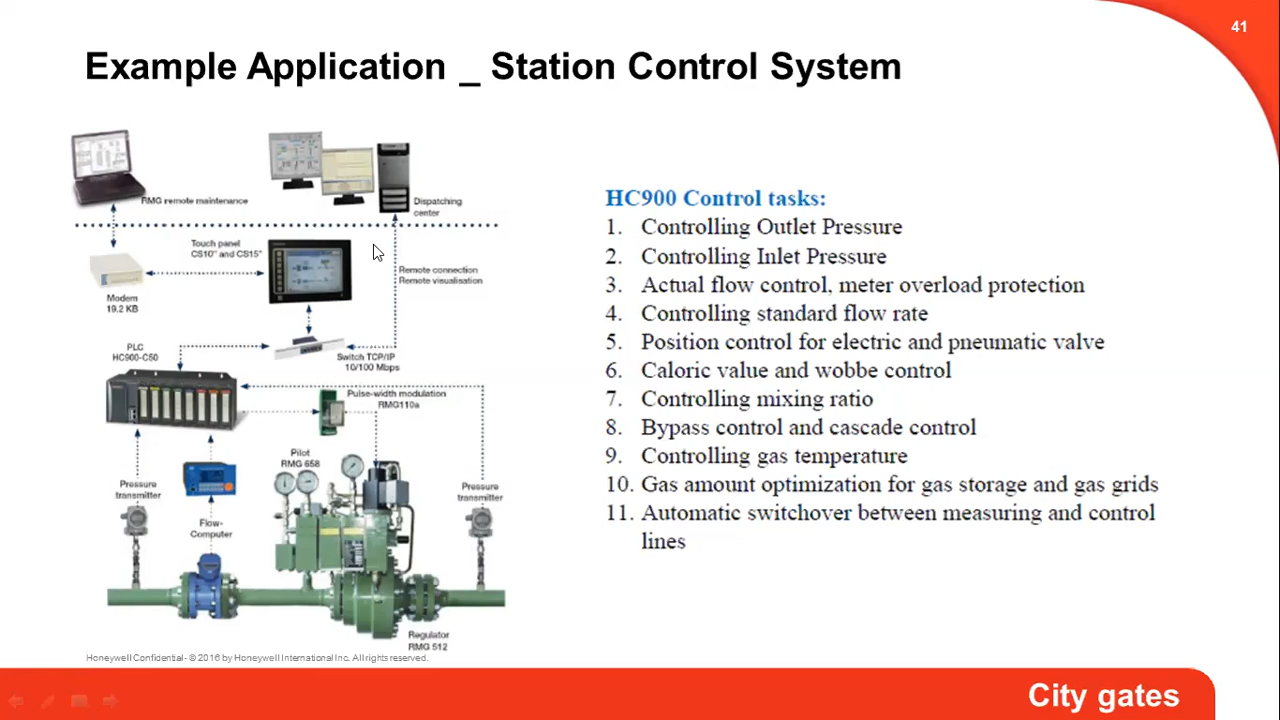 41
Example Application _ Station Control System
RMG remote maintenance
Dispatching
center
Touch panel
CS10" and CS15"
Remote connection
Remote visualisation
Modem
19.2 KB
PLC
HC900-C50
Switch TCP/IP
10/100 Mbps
Pulse-width modulation
RMG110a
Pilot
RMG 658
Pressure
transmitter
Flow-
Computer
Pressure
transmitter
Regulator
RMG 512
HC900 Control tasks:
1. Controlling Outlet Pressure
2. Controlling Inlet Pressure
3. Actual flow control, meter overload protection
4. Controlling standard flow rate
5. Position control for electric and pneumatic valve
6. Caloric value and wobbe control
7. Controlling mixing ratio
8. Bypass control and cascade control
9. Controlling gas temperature
10. Gas amount optimization for gas storage and gas grids
11. Automatic switchover between measuring and control
lines
Honeywell Confidential - © 2016 by Honeywell International Inc. All rights reserved.
City gates